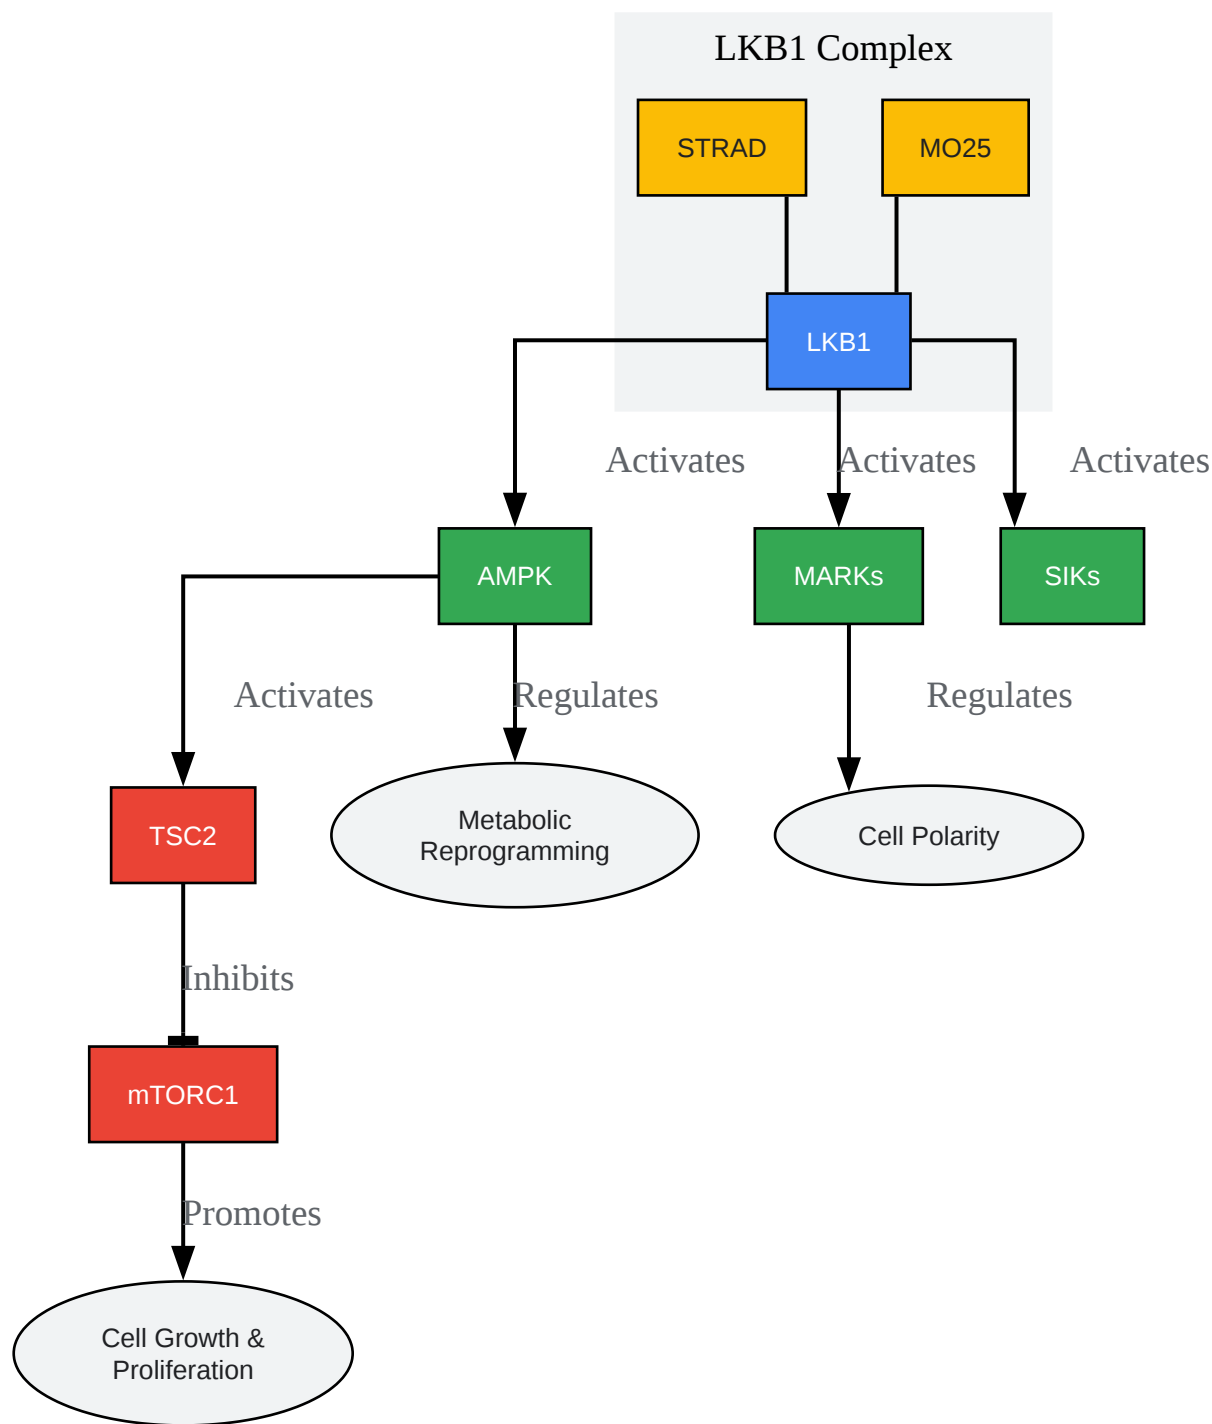 LKB1 Complex
STRAD
MO25
LKB1
Activates
Activates
Activates
AMPK
MARKs
SIKs
Activates
Regulates
Regulates
TSC2
Metabolic
Reprogramming
Cell Polarity
Inhibits
mTORC1
Promotes
Cell Growth &
Proliferation